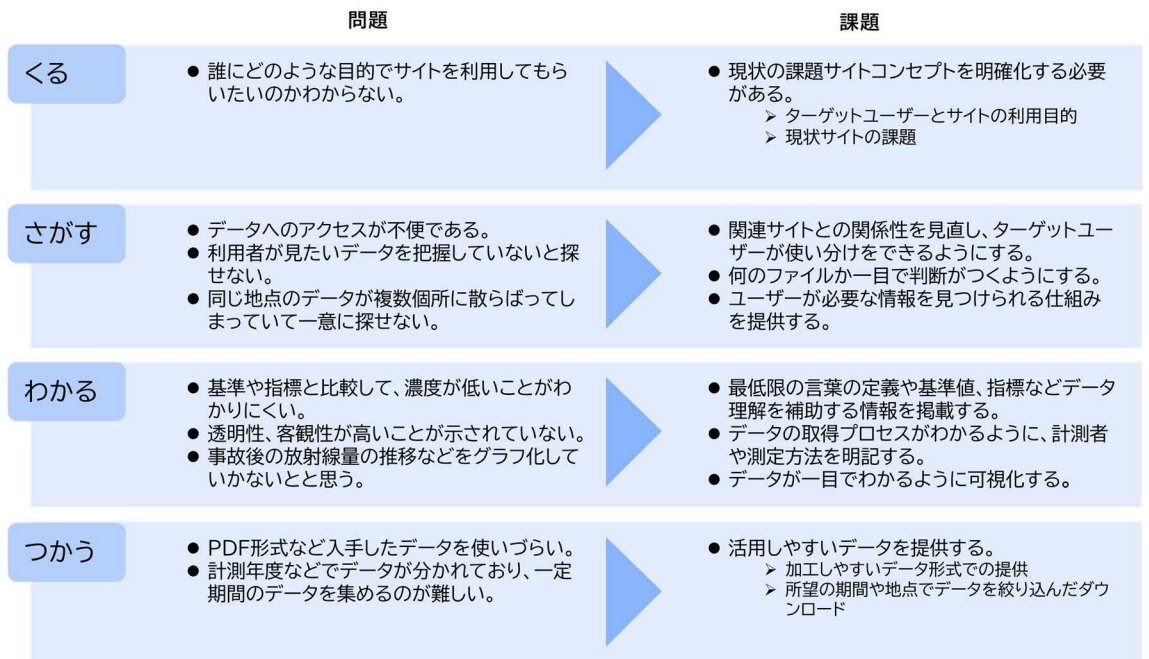 問題
課題
くる
● 誰にどのような目的でサイトを利用してもら
いたいのかわからない。
● 現状の課題サイトコンセプトを明確化する必要
がある。
➢ ターゲットユーザーとサイトの利用目的
➢ 現状サイトの課題
さがす
● データへのアクセスが不便である。
● 利用者が見たいデータを把握していないと探
せない。
● 同じ地点のデータが複数個所に散らばってし
まっていて一意に探せない。
● 関連サイトとの関係性を見直し、ターゲットユー
ザーが使い分けをできるようにする。
● 何のファイルか一目で判断がつくようにする。
● ユーザーが必要な情報を見つけられる仕組み
を提供する。
わかる
● 基準や指標と比較して、濃度が低いことがわ
かりにくい。
● 透明性、客観性が高いことが示されていない。
● 事故後の放射線量の推移などをグラフ化して
いかないとと思う。
● 最低限の言葉の定義や基準値、指標などデータ
理解を補助する情報を掲載する。
● データの取得プロセスがわかるように、計測者
や測定方法を明記する。
● データが一目でわかるように可視化する。
つかう
● PDF形式など入手したデータを使いづらい。
● 計測年度などでデータが分かれており、一定
期間のデータを集めるのが難しい。
● 活用しやすいデータを提供する。
➢ 加工しやすいデータ形式での提供
➢ 所望の期間や地点でデータを絞り込んだダウ
ンロード